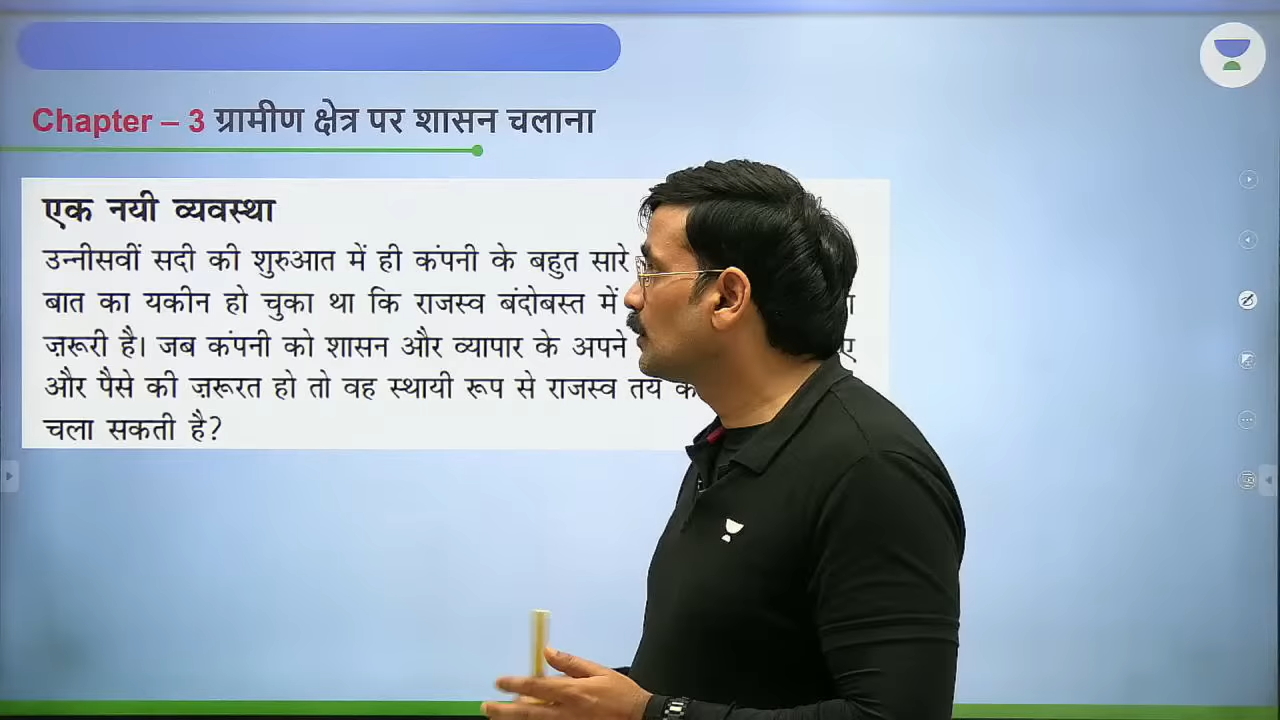 Chapter – 3 ग्रामीण क्षेत्र पर शासन चलाना
एक नयी व्यवस्था
उन्नीसवीं सदी की शुरुआत में ही कंपनी के बहुत सारे
बात का यकीन हो चुका था कि राजस्व बंदोबस्त में
ज़रूरी है। जब कंपनी को शासन और व्यापार के अपने
और पैसे की ज़रूरत हो तो वह स्थायी रूप से राजस्व तय
चला सकती है?